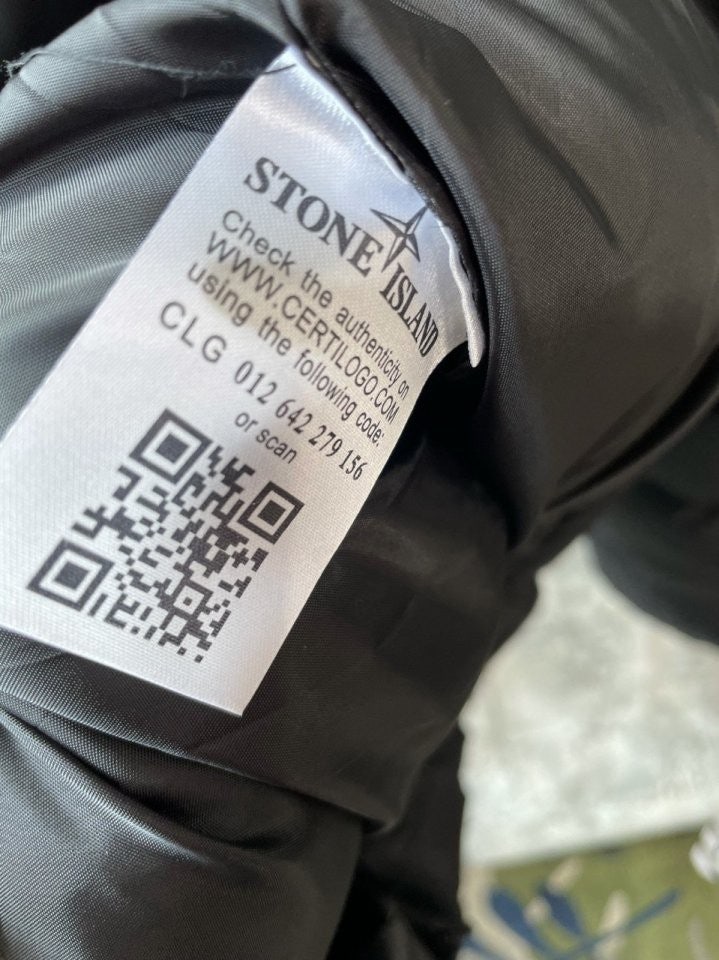 STONE ISLAND
Check the authenticity on
WWW.CERTILOGO.COM
using the following code:
CLG 012 642 279 156
or scan